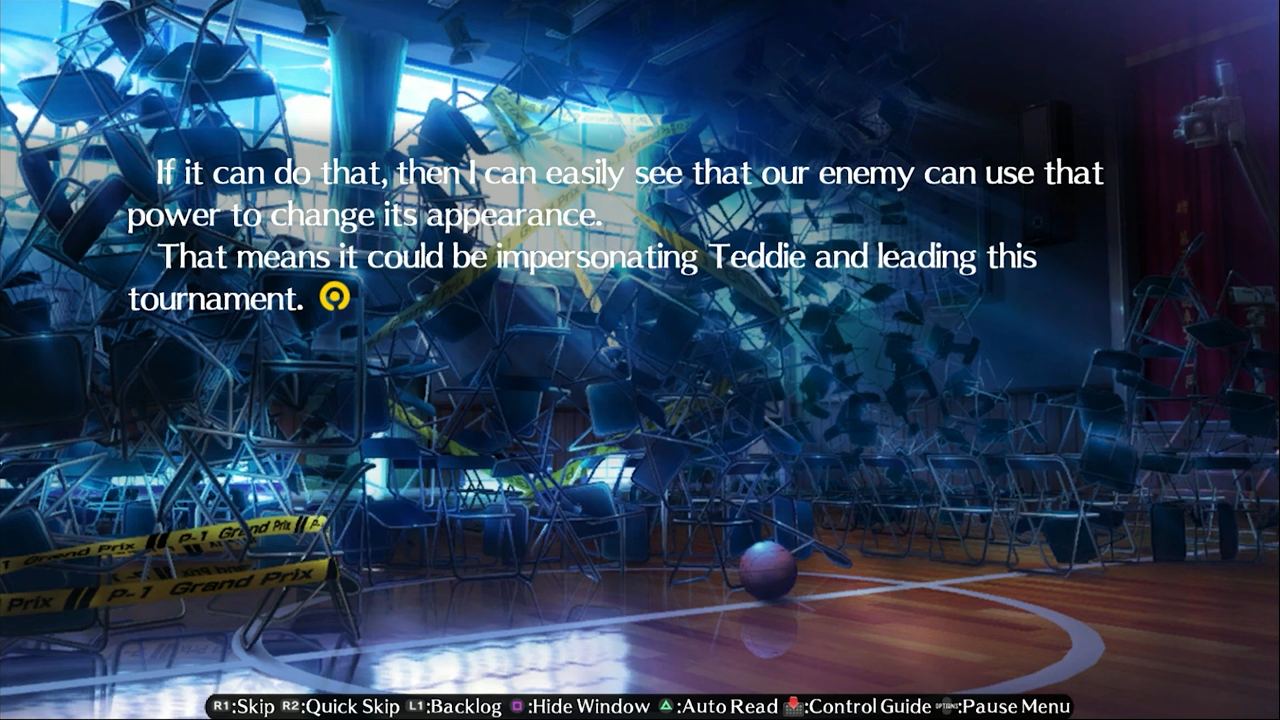 If it can do that, then I can easily see that our enemy can use that
power to change its appearance.
That means it could be impersonating Teddie and leading this
tournament.
1 Grand Prix P-1 Grand Prix P-
Prix P-1 Grand Prix
R1:Skip R2:Quick Skip L1:Backlog :Hide Window :Auto Read :Control Guide OPTIONS:Pause Menu